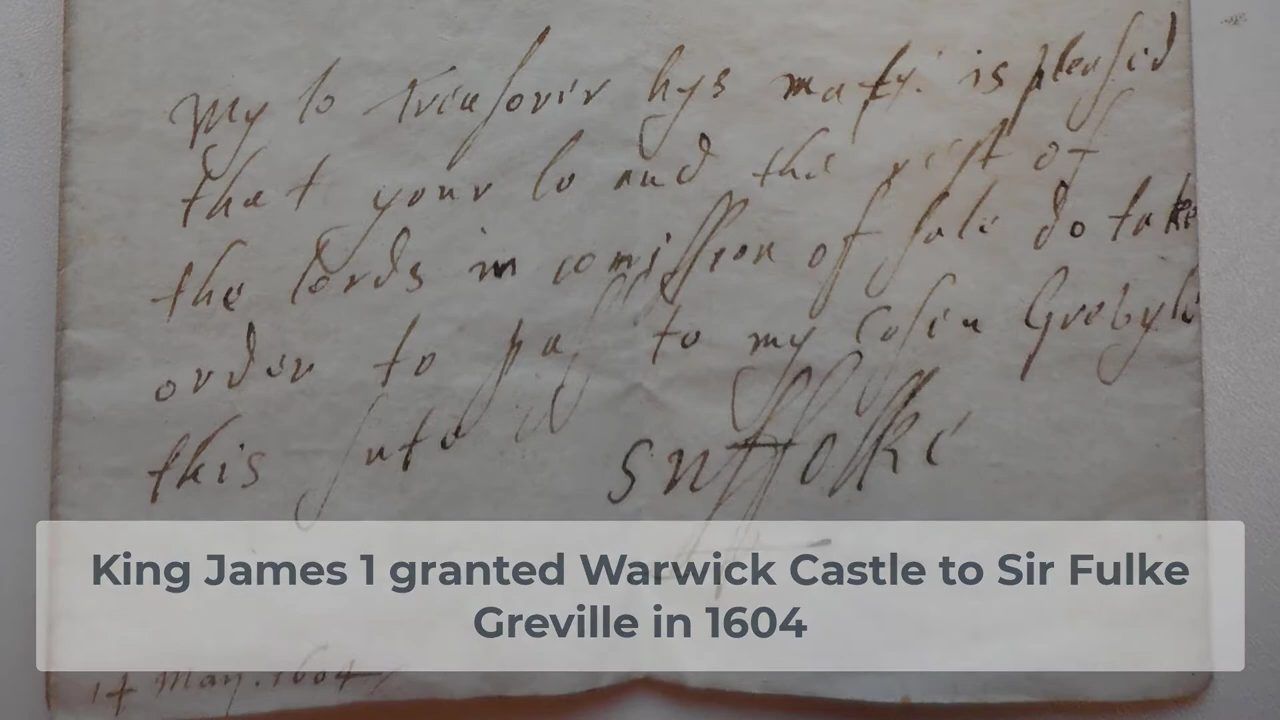 My lo treasorer hys maty. is pleased
that your lo and the rest of
the lords in comission of sale do take
order to pass to my cosen Grevyle
this sute
suffolke
King James 1 granted Warwick Castle to Sir Fulke
Greville in 1604
14 May. 1604